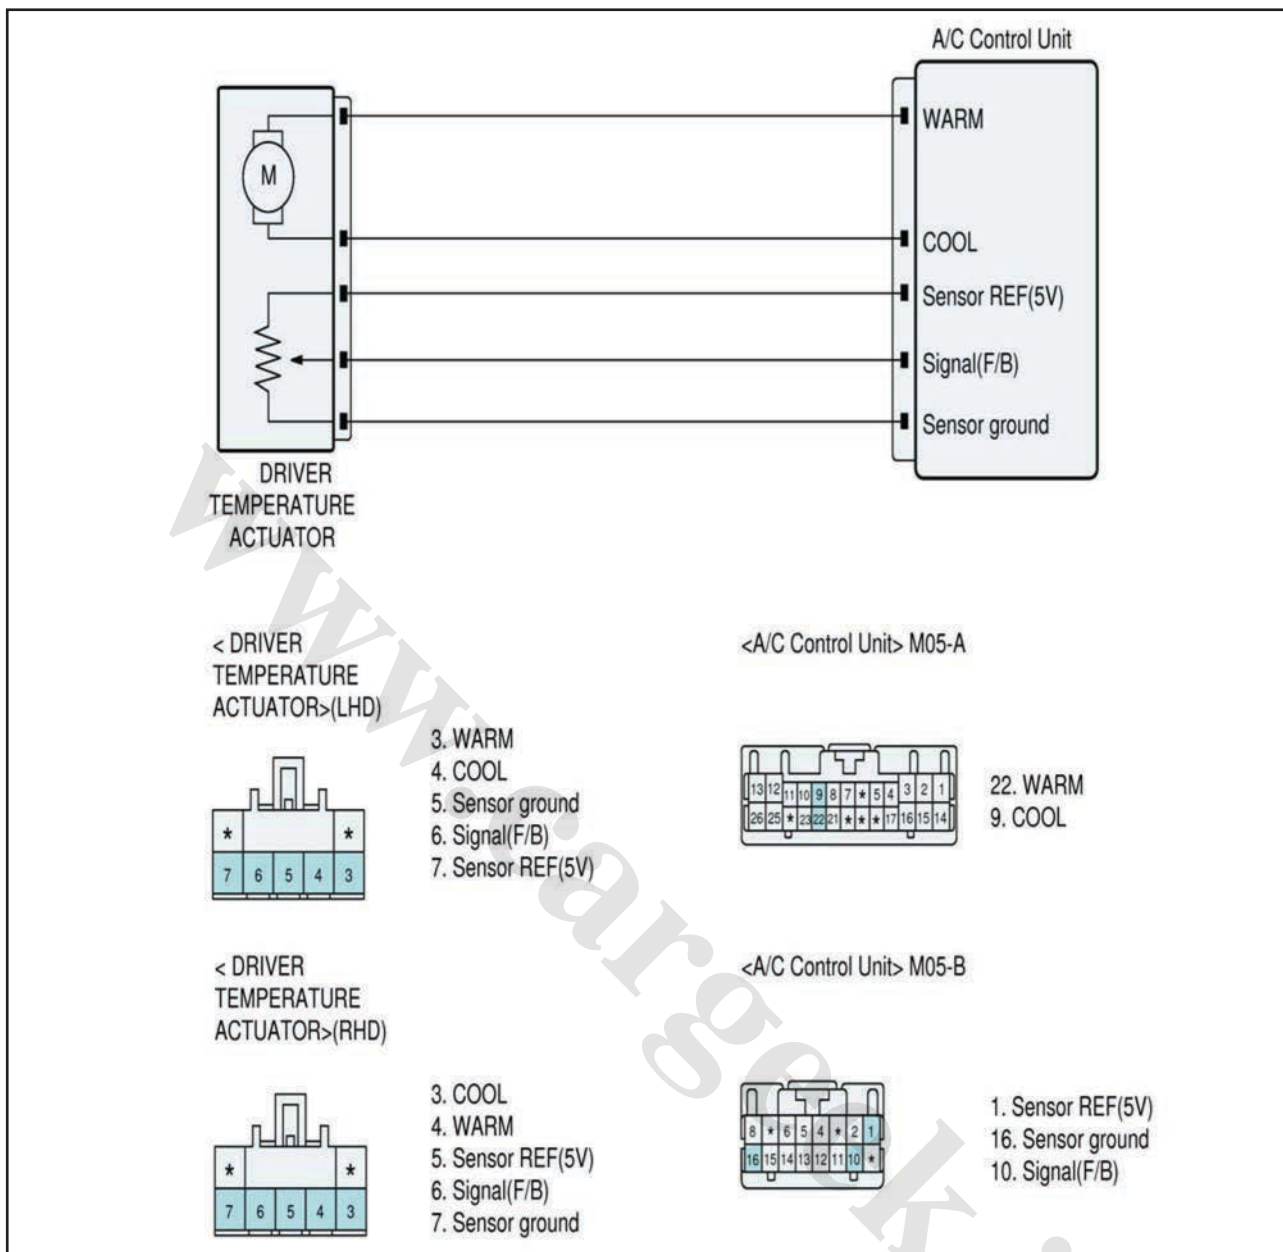 A/C Control Unit
M
WARM
COOL
Sensor REF(5V)
Signal(F/B)
Sensor ground
DRIVER
TEMPERATURE
ACTUATOR
< DRIVER
TEMPERATURE
ACTUATOR>(LHD)
* *
7 6 5 4 3
3. WARM
4. COOL
5. Sensor ground
6. Signal(F/B)
7. Sensor REF(5V)
<A/C Control Unit> M05-A
13 12 11 10 9 8 7 * 5 4 3 2 1
26 25 * 23 22 21 * * * 17 16 15 14
22. WARM
9. COOL
< DRIVER
TEMPERATURE
ACTUATOR>(RHD)
* *
7 6 5 4 3
3. COOL
4. WARM
5. Sensor REF(5V)
6. Signal(F/B)
7. Sensor ground
<A/C Control Unit> M05-B
8 * 6 5 4 * 2 1
16 15 14 13 12 11 10 *
1. Sensor REF(5V)
16. Sensor ground
10. Signal(F/B)